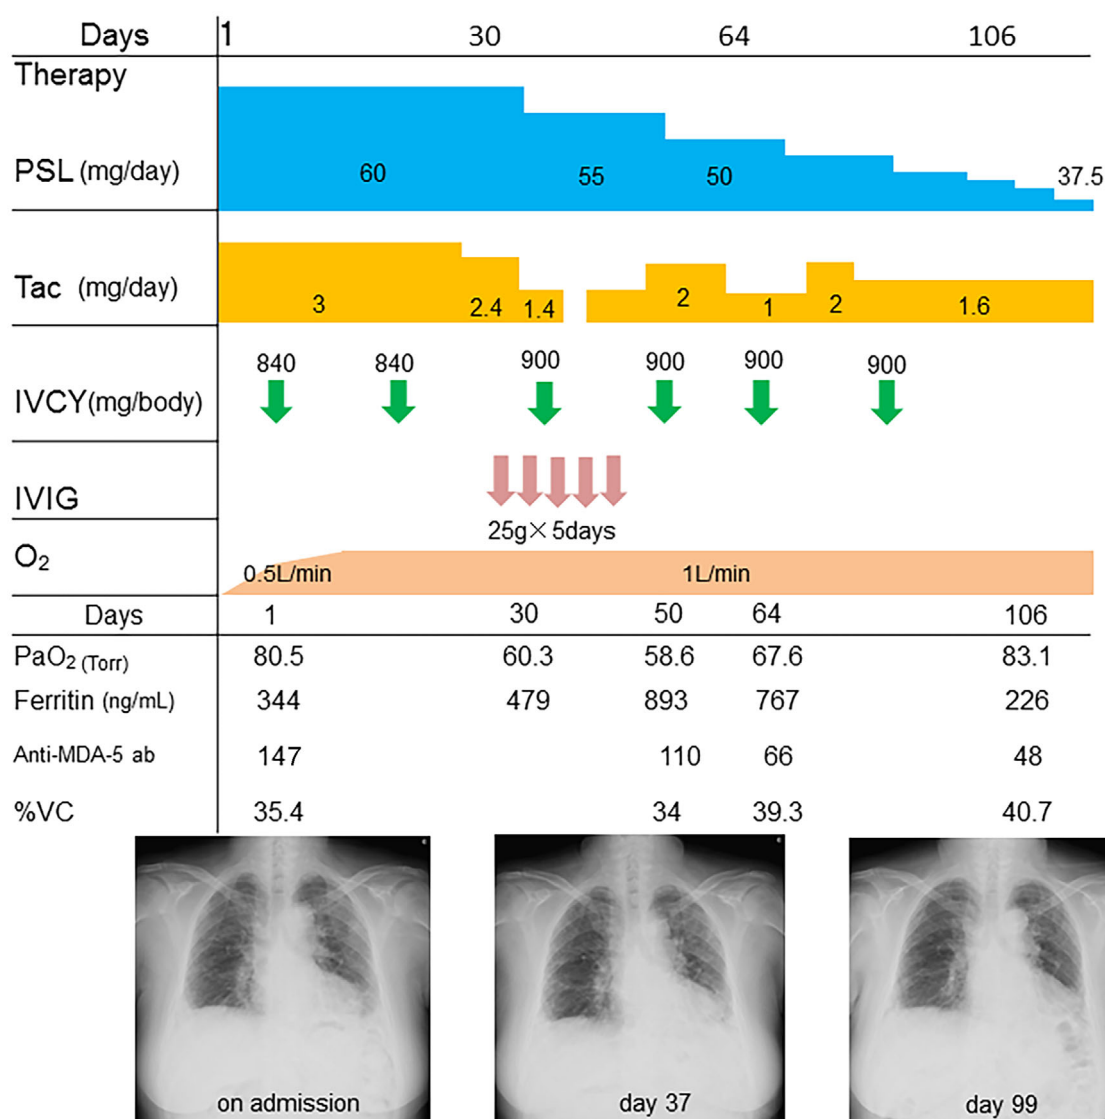 Days 1 30 64 106
Therapy
PSL (mg/day) 60 55 50 37.5
Tac (mg/day) 3 2.4 1.4 2 1 2 1.6
840 840 900 900 900 900
IVCY(mg/body)
IVIG
25g×5days
O₂
0.5L/min 1L/min
Days 1 30 50 64 106
PaO₂ (Torr) 80.5 60.3 58.6 67.6 83.1
Ferritin (ng/mL) 344 479 893 767 226
Anti-MDA-5 ab 147 110 66 48
%VC 35.4 34 39.3 40.7
on admission day 37 day 99